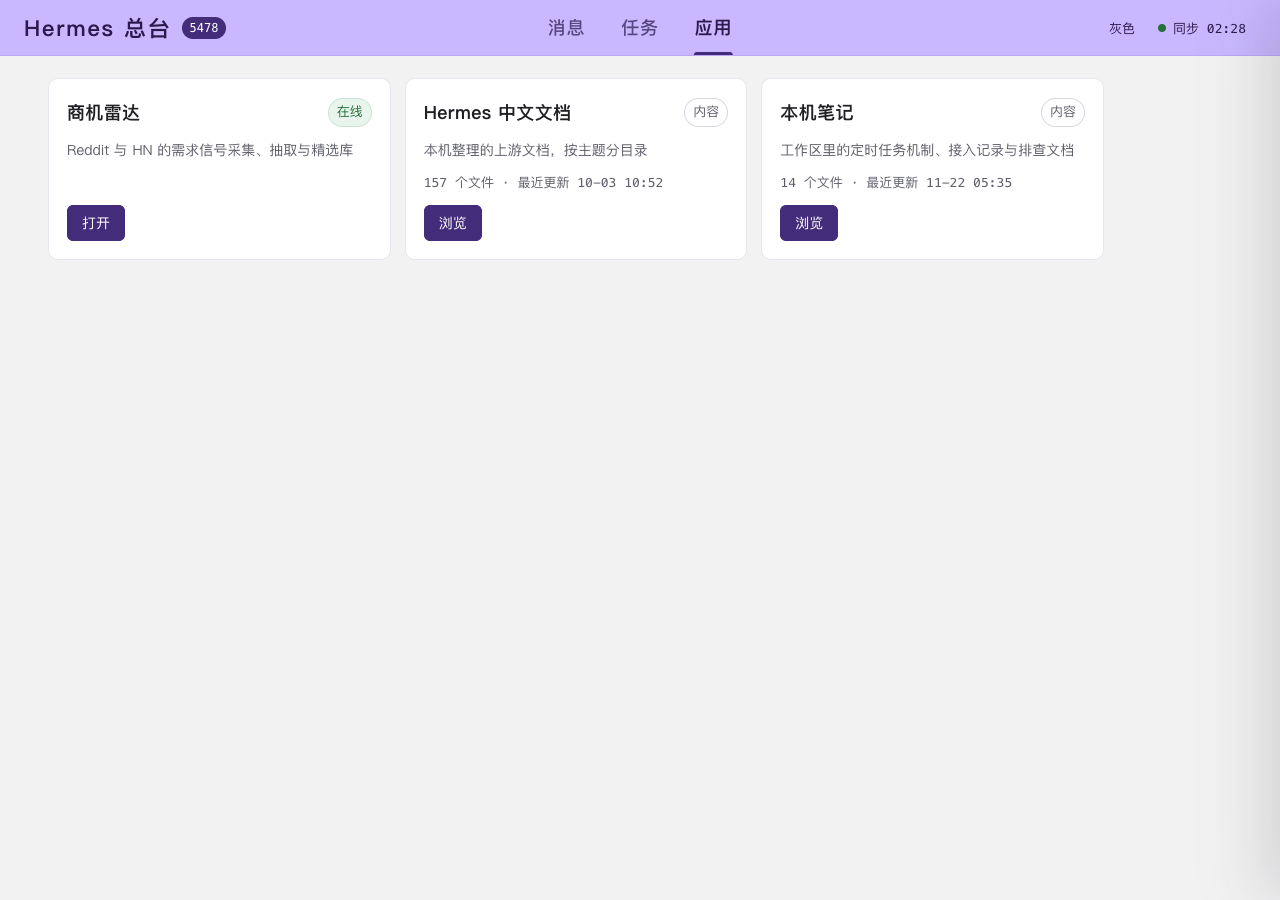 Hermes 总台 5478 消息 任务 应用 灰色 同步 02:28
商机雷达 在线
Reddit 与 HN 的需求信号采集、抽取与精选库
打开
Hermes 中文文档 内容
本机整理的上游文档，按主题分目录
157 个文件 · 最近更新 10-03 10:52
浏览
本机笔记 内容
工作区里的定时任务机制、接入记录与排查文档
14 个文件 · 最近更新 11-22 05:35
浏览